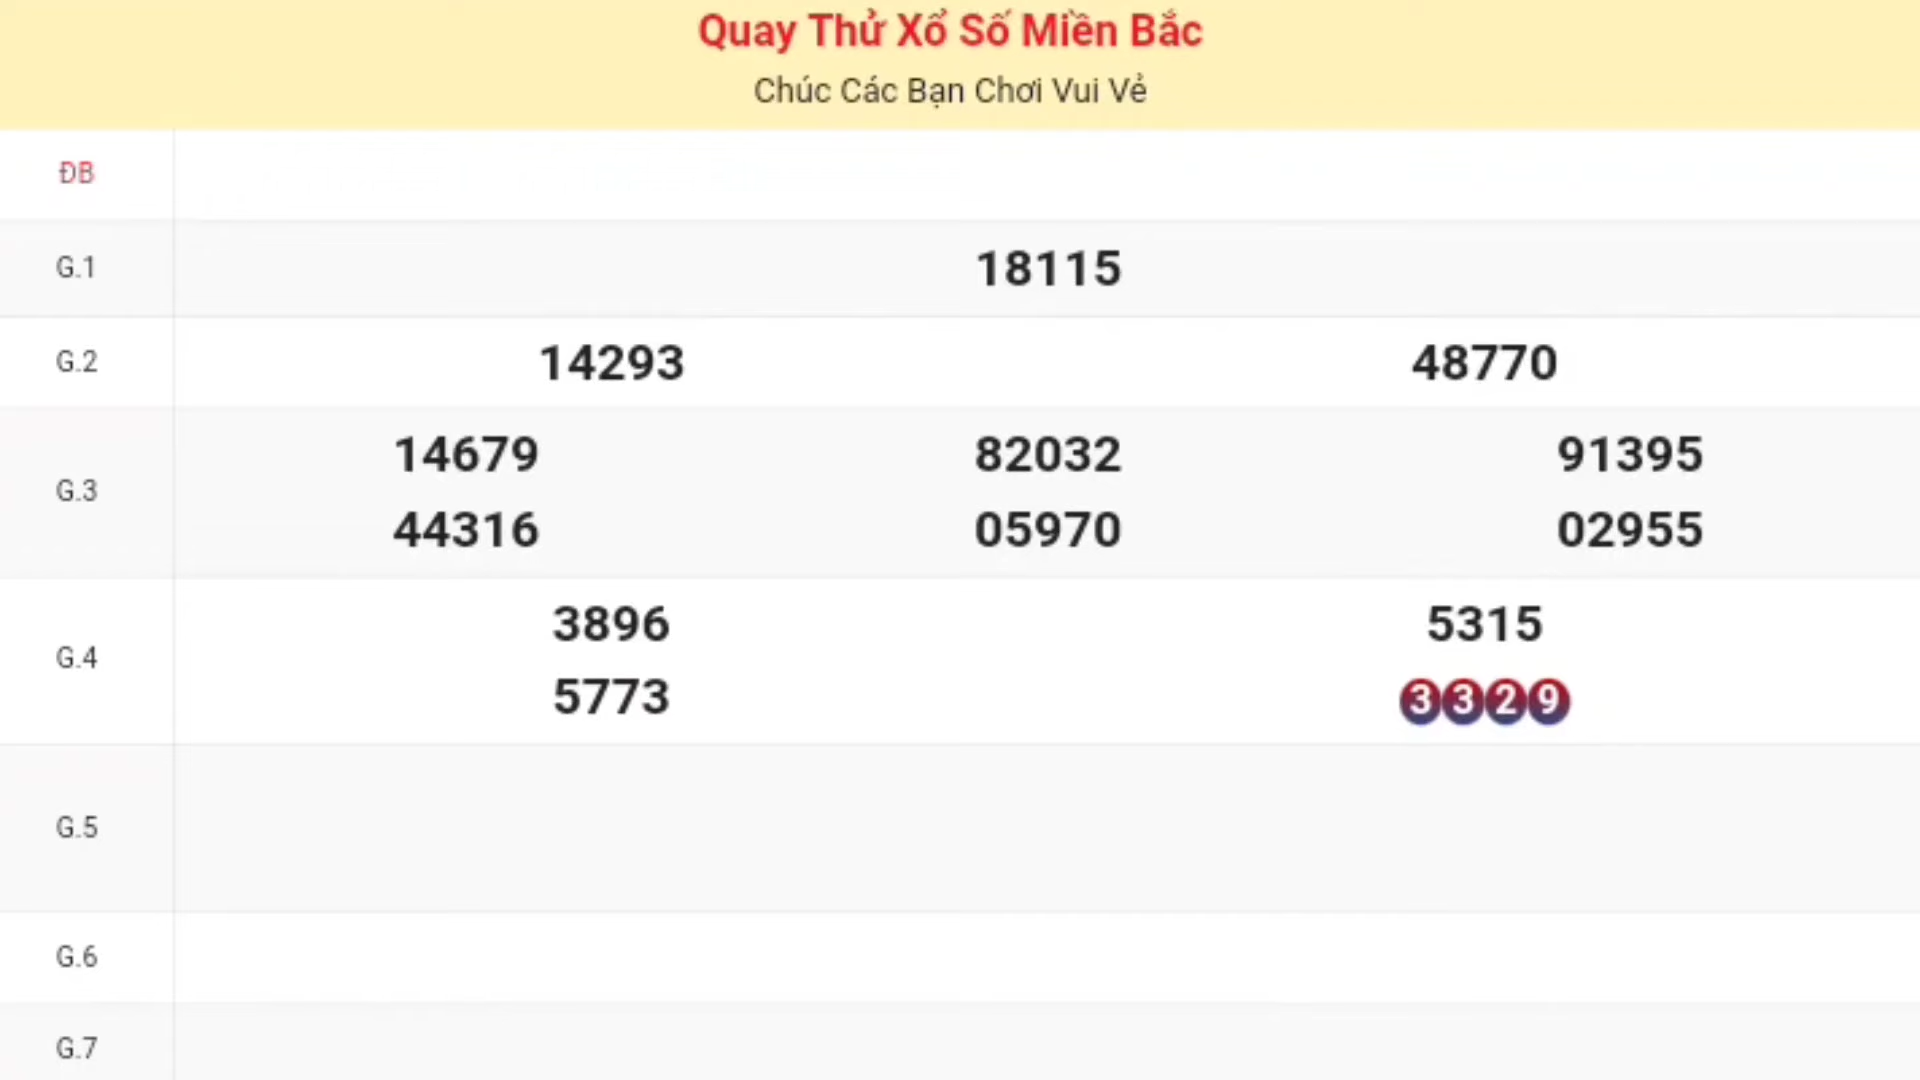 Quay Thử Xổ Số Miền Bắc
Chúc Các Bạn Chơi Vui Vẻ
ĐB
G.1 18115
G.2 14293 48770
G.3 14679 82032 91395
44316 05970 02955
G.4 3896 5315
5773 3329
G.5
G.6
G.7